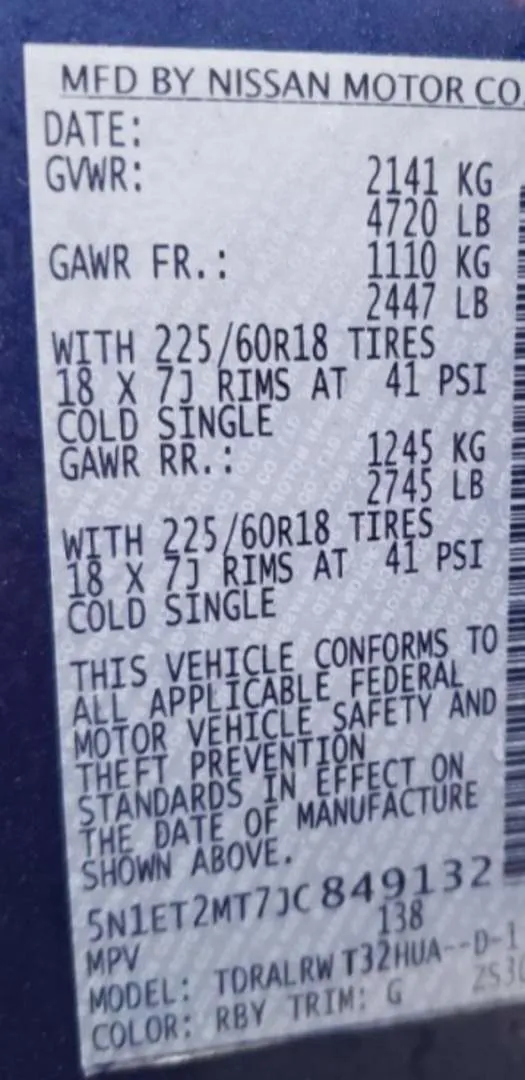 MFD BY NISSAN MOTOR CO
DATE:
GVWR: 2141 KG
4720 LB
GAWR FR.: 1110 KG
2447 LB
WITH 225/60R18 TIRES
18 X 7J RIMS AT 41 PSI
COLD SINGLE
GAWR RR.: 1245 KG
2745 LB
WITH 225/60R18 TIRES
18 X 7J RIMS AT 41 PSI
COLD SINGLE
THIS VEHICLE CONFORMS TO
ALL APPLICABLE FEDERAL
MOTOR VEHICLE SAFETY AND
THEFT PREVENTION
STANDARDS IN EFFECT ON
THE DATE OF MANUFACTURE
SHOWN ABOVE.
5N1ET2MT7JC849132
MPV 138
MODEL: TDRALRWT32HUA--D-1
COLOR: RBY TRIM: G